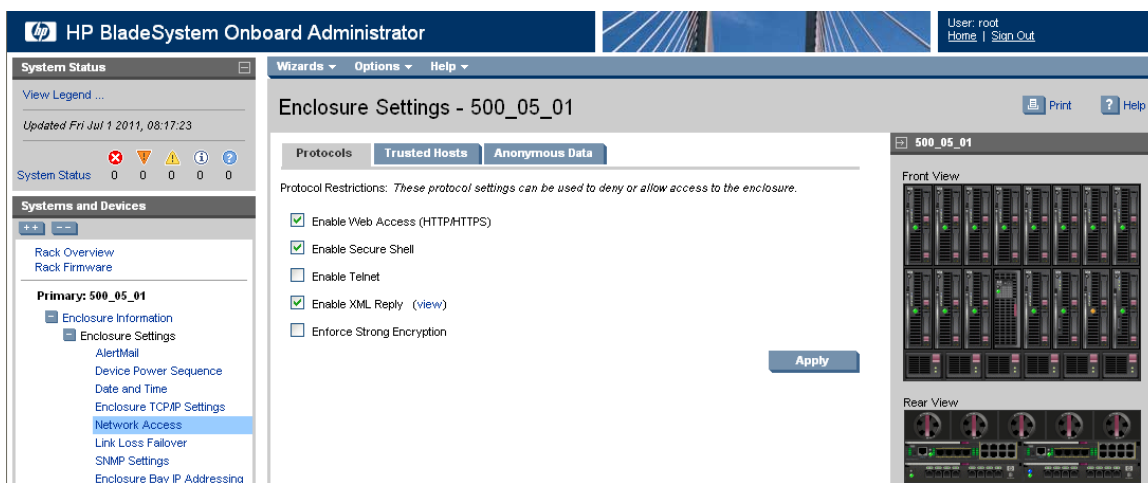 hp HP BladeSystem Onboard Administrator
User: root
Home | Sign Out
System Status
View Legend ...
Updated Fri Jul 1 2011, 08:17:23
System Status 0 0 0 0 0
Systems and Devices
++ --
Rack Overview
Rack Firmware
Primary: 500_05_01
Enclosure Information
Enclosure Settings
AlertMail
Device Power Sequence
Date and Time
Enclosure TCP/IP Settings
Network Access
Link Loss Failover
SNMP Settings
Enclosure Bay IP Addressing
Wizards Options Help
Enclosure Settings - 500_05_01
Print ? Help
Protocols Trusted Hosts Anonymous Data
Protocol Restrictions: These protocol settings can be used to deny or allow access to the enclosure.
Enable Web Access (HTTP/HTTPS)
Enable Secure Shell
Enable Telnet
Enable XML Reply (view)
Enforce Strong Encryption
Apply
500_05_01
Front View
Rear View